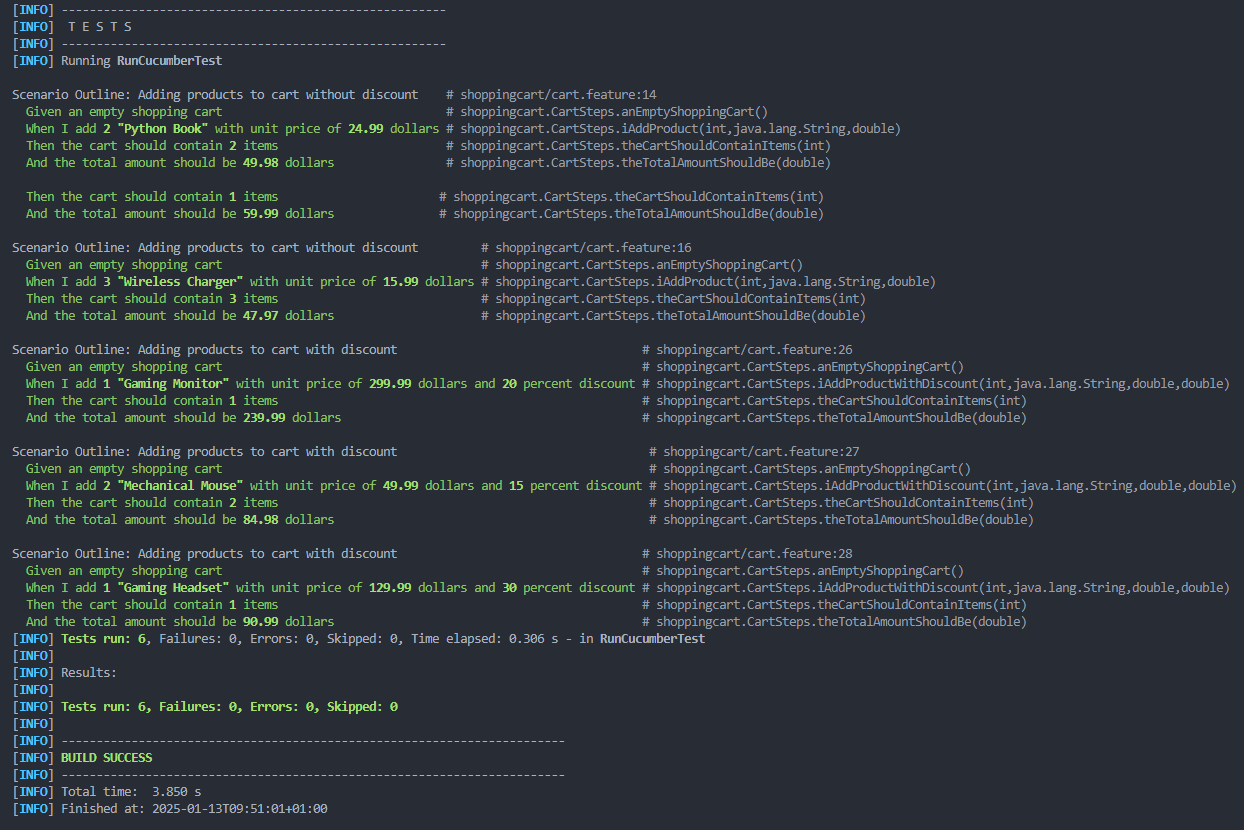 [INFO] -------------------------------------------------------
[INFO]  T E S T S
[INFO] -------------------------------------------------------
[INFO] Running RunCucumberTest

Scenario Outline: Adding products to cart without discount    # shoppingcart/cart.feature:14
  Given an empty shopping cart                                # shoppingcart.CartSteps.anEmptyShoppingCart()
  When I add 2 "Python Book" with unit price of 24.99 dollars # shoppingcart.CartSteps.iAddProduct(int,java.lang.String,double)
  Then the cart should contain 2 items                        # shoppingcart.CartSteps.theCartShouldContainItems(int)
  And the total amount should be 49.98 dollars                # shoppingcart.CartSteps.theTotalAmountShouldBe(double)

  Then the cart should contain 1 items                       # shoppingcart.CartSteps.theCartShouldContainItems(int)
  And the total amount should be 59.99 dollars               # shoppingcart.CartSteps.theTotalAmountShouldBe(double)

Scenario Outline: Adding products to cart without discount         # shoppingcart/cart.feature:16
  Given an empty shopping cart                                     # shoppingcart.CartSteps.anEmptyShoppingCart()
  When I add 3 "Wireless Charger" with unit price of 15.99 dollars # shoppingcart.CartSteps.iAddProduct(int,java.lang.String,double)
  Then the cart should contain 3 items                             # shoppingcart.CartSteps.theCartShouldContainItems(int)
  And the total amount should be 47.97 dollars                     # shoppingcart.CartSteps.theTotalAmountShouldBe(double)

Scenario Outline: Adding products to cart with discount                                   # shoppingcart/cart.feature:26
  Given an empty shopping cart                                                            # shoppingcart.CartSteps.anEmptyShoppingCart()
  When I add 1 "Gaming Monitor" with unit price of 299.99 dollars and 20 percent discount # shoppingcart.CartSteps.iAddProductWithDiscount(int,java.lang.String,double,double)
  Then the cart should contain 1 items                                                    # shoppingcart.CartSteps.theCartShouldContainItems(int)
  And the total amount should be 239.99 dollars                                           # shoppingcart.CartSteps.theTotalAmountShouldBe(double)

Scenario Outline: Adding products to cart with discount                                    # shoppingcart/cart.feature:27
  Given an empty shopping cart                                                             # shoppingcart.CartSteps.anEmptyShoppingCart()
  When I add 2 "Mechanical Mouse" with unit price of 49.99 dollars and 15 percent discount # shoppingcart.CartSteps.iAddProductWithDiscount(int,java.lang.String,double,double)
  Then the cart should contain 2 items                                                     # shoppingcart.CartSteps.theCartShouldContainItems(int)
  And the total amount should be 84.98 dollars                                             # shoppingcart.CartSteps.theTotalAmountShouldBe(double)

Scenario Outline: Adding products to cart with discount                                   # shoppingcart/cart.feature:28
  Given an empty shopping cart                                                            # shoppingcart.CartSteps.anEmptyShoppingCart()
  When I add 1 "Gaming Headset" with unit price of 129.99 dollars and 30 percent discount # shoppingcart.CartSteps.iAddProductWithDiscount(int,java.lang.String,double,double)
  Then the cart should contain 1 items                                                    # shoppingcart.CartSteps.theCartShouldContainItems(int)
  And the total amount should be 90.99 dollars                                            # shoppingcart.CartSteps.theTotalAmountShouldBe(double)
[INFO] Tests run: 6, Failures: 0, Errors: 0, Skipped: 0, Time elapsed: 0.306 s - in RunCucumberTest
[INFO]
[INFO] Results:
[INFO]
[INFO] Tests run: 6, Failures: 0, Errors: 0, Skipped: 0
[INFO]
[INFO] ------------------------------------------------------------------------
[INFO] BUILD SUCCESS
[INFO] ------------------------------------------------------------------------
[INFO] Total time:  3.850 s
[INFO] Finished at: 2025-01-13T09:51:01+01:00